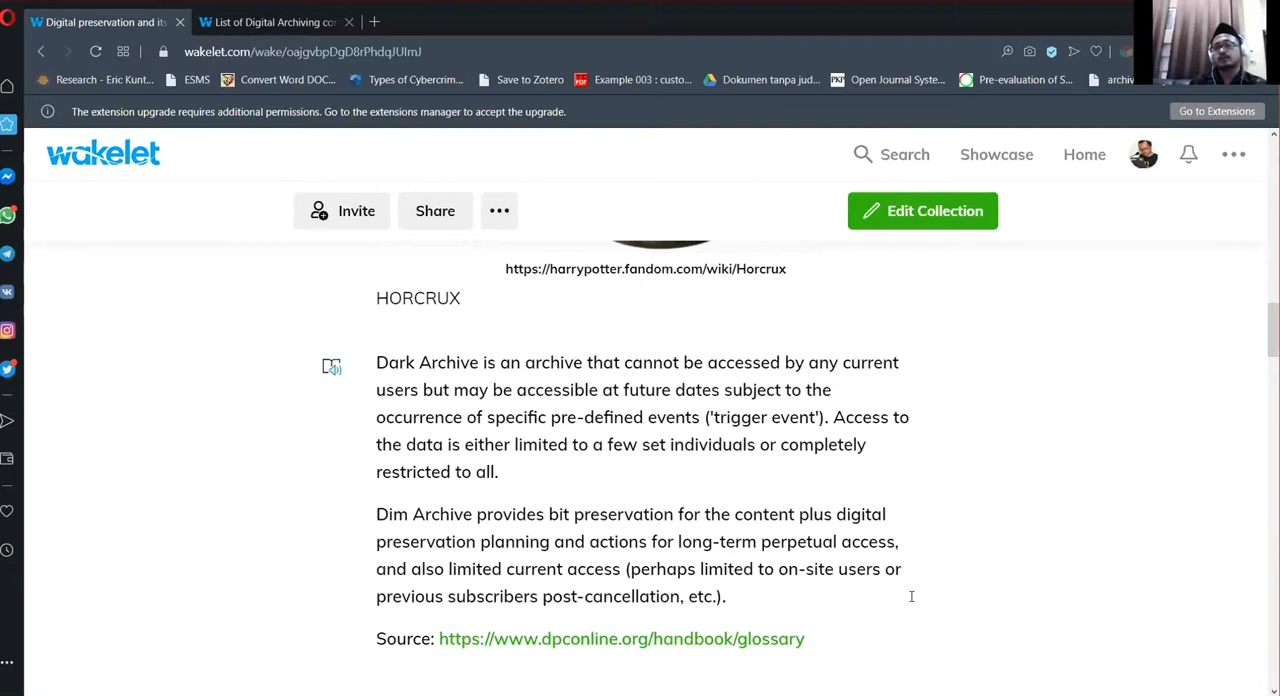 Digital preservation and its
List of Digital Archiving co
wakelet.com/wake/oajgvbpDgD8rPhdqJUImJ
Research - Eric Kunt...
ESMS
Convert Word DOC...
Types of Cybercrim...
Save to Zotero
PDF
Example 003 : custo...
Dokumen tanpa jud...
PKP
Open Journal Syste...
Pre-evaluation of S...
archiv
The extension upgrade requires additional permissions. Go to the extensions manager to accept the upgrade.
Go to Extensions
wakelet
Search
Showcase
Home
Invite
Share
Edit Collection
https://harrypotter.fandom.com/wiki/Horcrux
HORCRUX
Dark Archive is an archive that cannot be accessed by any current
users but may be accessible at future dates subject to the
occurrence of specific pre-defined events ('trigger event'). Access to
the data is either limited to a few set individuals or completely
restricted to all.
Dim Archive provides bit preservation for the content plus digital
preservation planning and actions for long-term perpetual access,
and also limited current access (perhaps limited to on-site users or
previous subscribers post-cancellation, etc.).
Source: https://www.dpconline.org/handbook/glossary